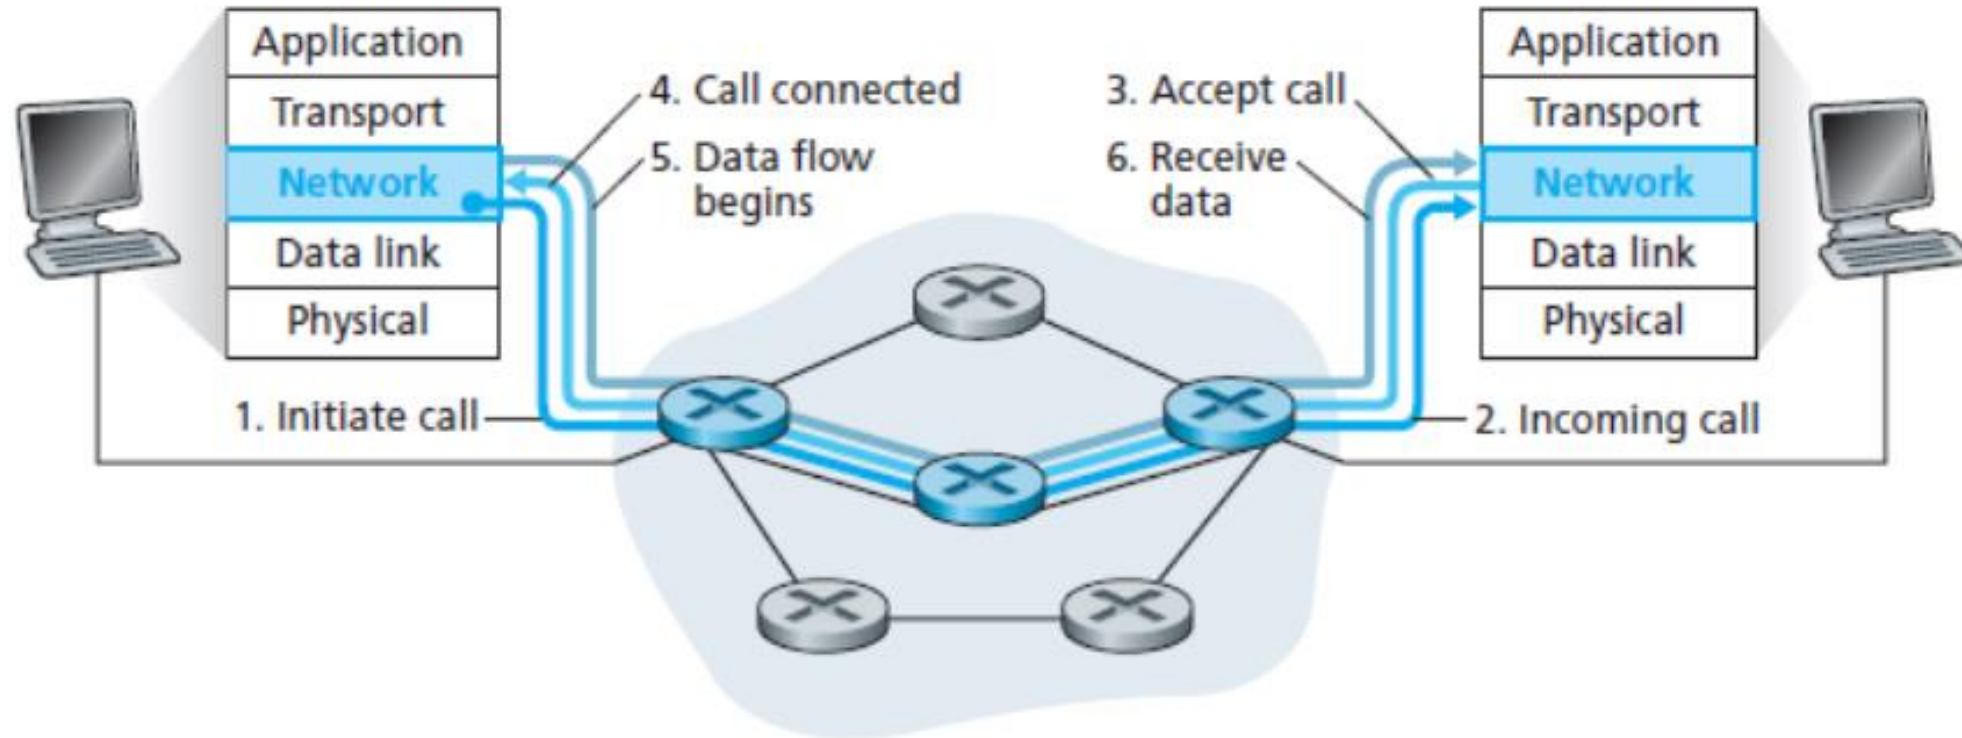 Application
Transport
Network
Data link
Physical
4. Call connected
5. Data flow
begins
1. Initiate call
3. Accept call
6. Receive
data
2. Incoming call
Application
Transport
Network
Data link
Physical